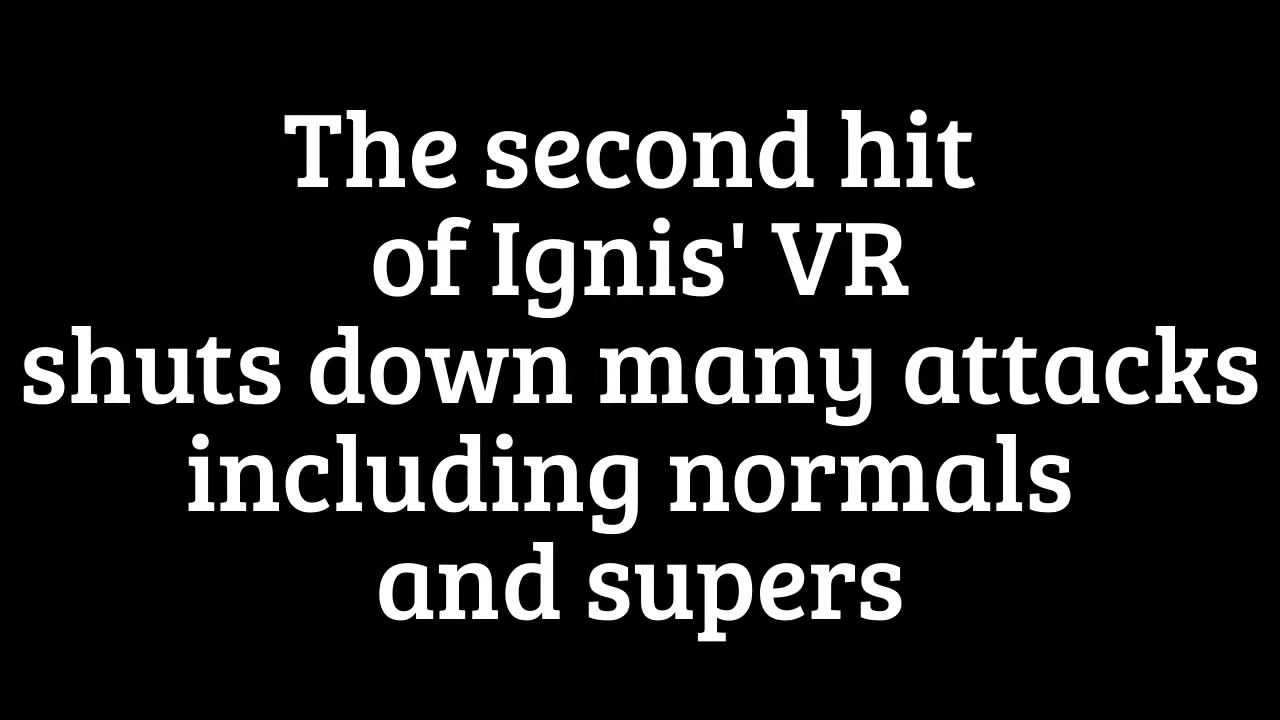 The second hit
of Ignis' VR
shuts down many attacks
including normals
and supers